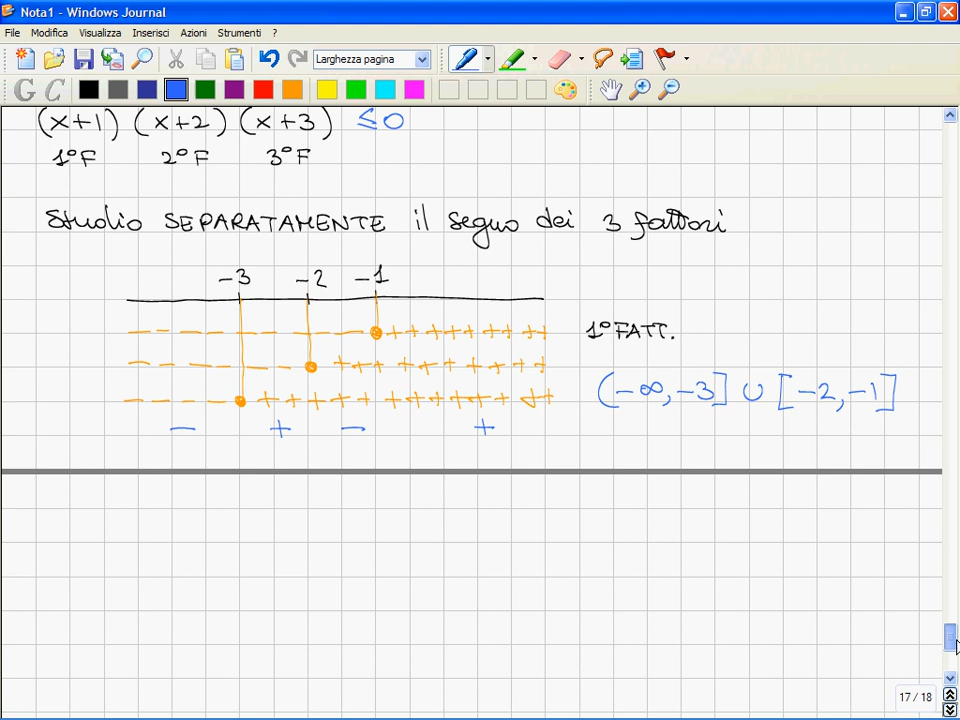 Nota1 - Windows Journal
File Modifica Visualizza Inserisci Azioni Strumenti ?
Larghezza pagina
G C
(x+1) (x+2) (x+3) ≤0
1°F 2°F 3°F
Studio SEPARATAMENTE il segno dei 3 fattori
-3 -2 -1
- - - - - - - - + + + + + + + + 1°FATT.
- - - - - - - + + + + + + + + +
- - - - + + + + + + + + + + + + +
(-∞,-3] ∪ [-2,-1]
- + - +
17 / 18